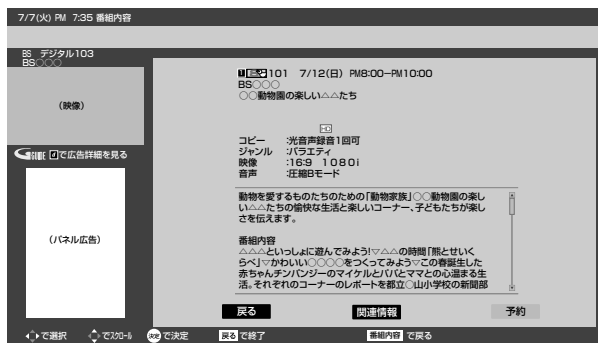 7/7(火) PM 7:35 番組内容
BS デジタル103
BS○○○
(映像)
GUIDE dで広告詳細を見る
(パネル広告)
101 7/12(日) PM8:00−PM10:00
BS○○○
○○動物園の楽しい△△たち
HD
コピー :光音声録音1回可
ジャンル :バラエティ
映像 :16:9 1080i
音声 :圧縮Bモード
動物を愛するものたちのための「動物家族」○○動物園の楽し
い△△たちの愉快な生活と楽しいコーナー、子どもたちが楽し
さを伝えます。
番組内容
△△△といっしょに遊んでみよう!▽△△の時間「熊とせいく
らべ」▽かわいい○○○○をつくってみよう▽この春誕生した
赤ちゃんチンパンジーのマイケルとパパとママとの心温まる生
活。それぞれのコーナーのレポートを都立○山小学校の新聞部
戻る 関連情報 予約
で選択 でスクロール 決定 で決定 戻る で終了 番組内容 で戻る